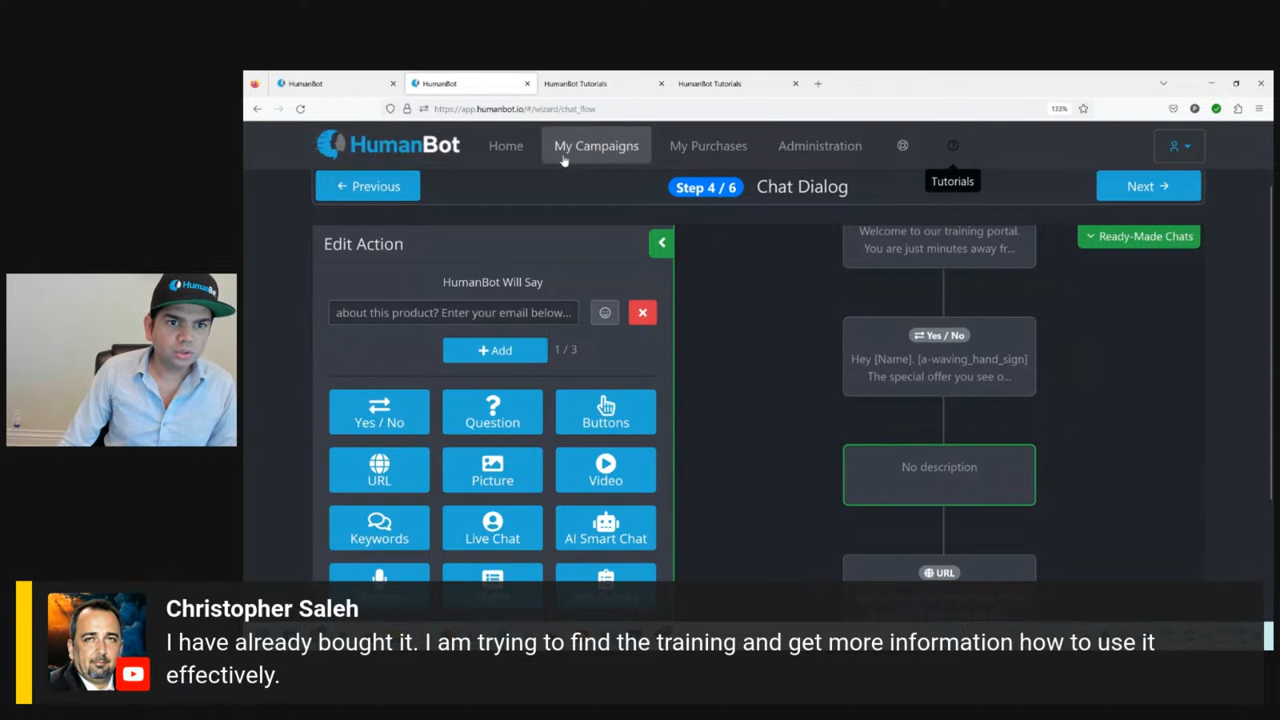 HumanBot
HumanBot
HumanBot Tutorials
HumanBot Tutorials
https://app.humanbot.io/#/wizard/chat_flow
133%
HumanBot
Home
My Campaigns
My Purchases
Administration
Tutorials
Previous
Step 4 / 6
Chat Dialog
Next
Edit Action
HumanBot Will Say
about this product? Enter your email below...
+ Add
1 / 3
Yes / No
Question
Buttons
URL
Picture
Video
Keywords
Live Chat
AI Smart Chat
Ready-Made Chats
Welcome to our training portal.
You are just minutes away fr...
Yes / No
Hey [Name]. [a-waving_hand_sign]
The special offer you see o...
No description
URL
HumanBot
Christopher Saleh
I have already bought it. I am trying to find the training and get more information how to use it
effectively.